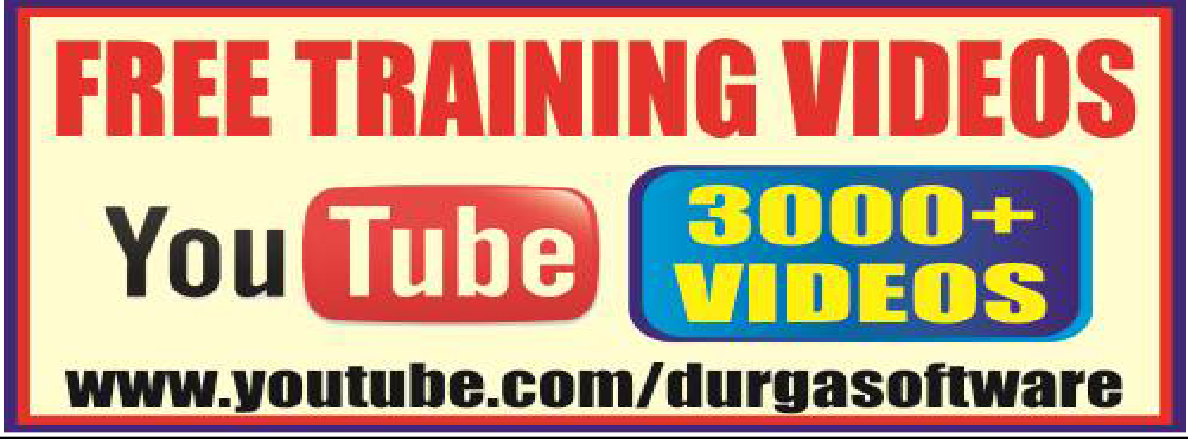 FREE TRAINING VIDEOS
YouTube
3000+
VIDEOS
www.youtube.com/durgasoftware